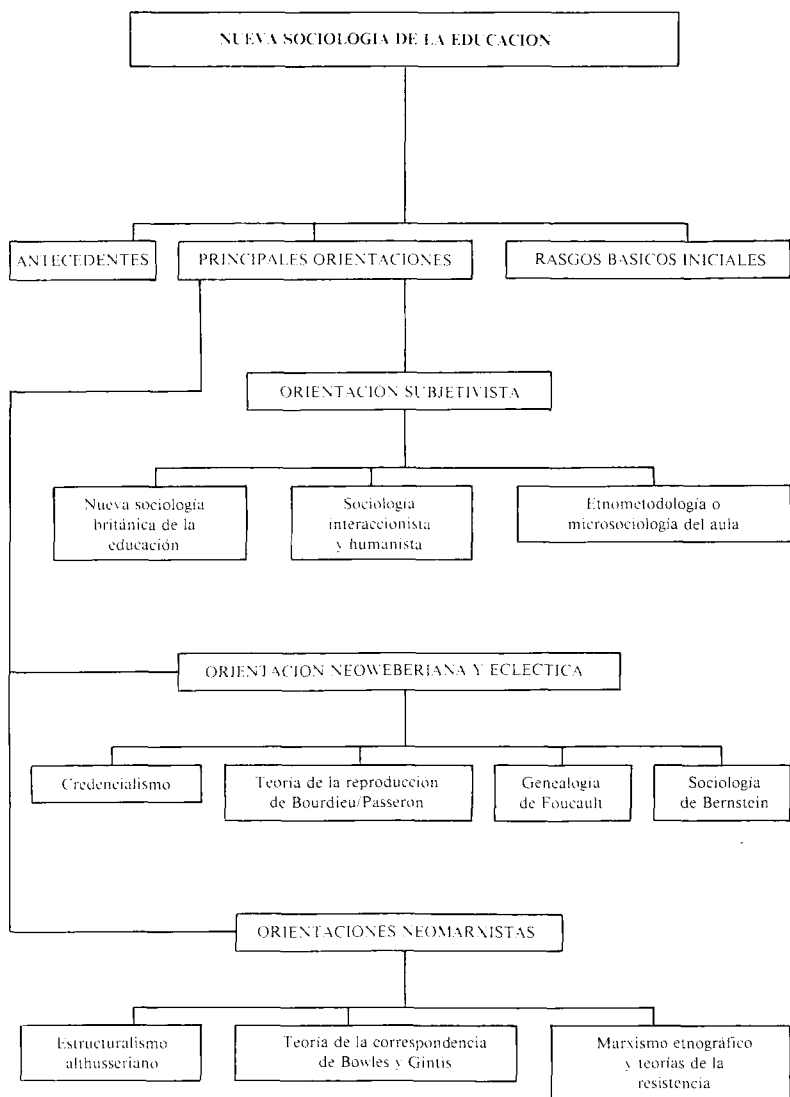 NUEVA SOCIOLOGIA DE LA EDUCACION
ANTECEDENTES
PRINCIPALES ORIENTACIONES
RASGOS BASICOS INICIALES
ORIENTACION SUBJETIVISTA
Nueva sociología
británica de la
educación
Sociología
interaccionista
y humanista
Etnometodología o
microsociología del aula
ORIENTACION NEOWEBERIANA Y ECLECTICA
Credencialismo
Teoría de la reproducción
de Bourdieu/Passeron
Genealogía
de Foucault
Sociología
de Bernstein
ORIENTACIONES NEOMARXISTAS
Estructuralismo
althusseriano
Teoría de la correspondencia
de Bowles y Gintis
Marxismo etnográfico
y teorías de la
resistencia